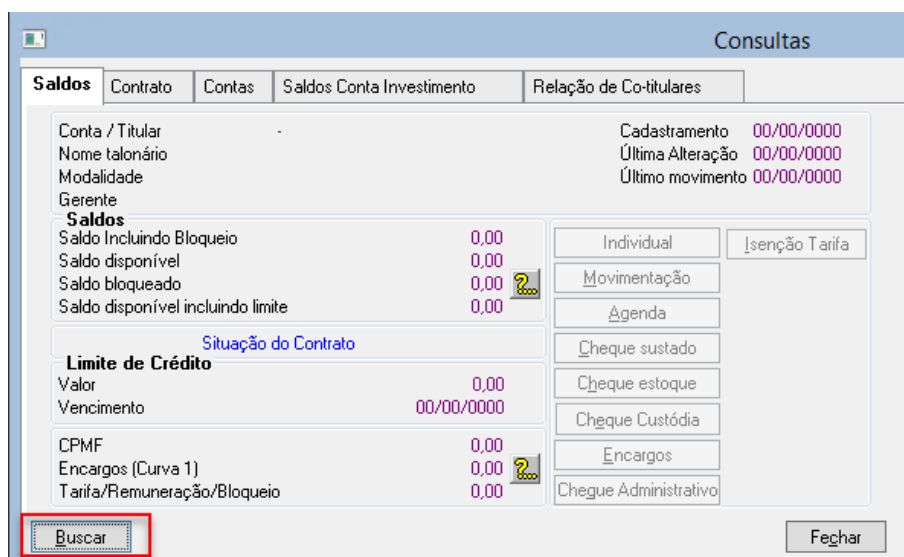 Consultas
Saldos Contrato Contas Saldos Conta Investimento Relação de Co-titulares
Conta / Titular - Cadastramento 00/00/0000
Nome talonário Última Alteração 00/00/0000
Modalidade Último movimento 00/00/0000
Gerente
Saldos
Saldo Incluindo Bloqueio 0,00 Individual Isenção Tarifa
Saldo disponível 0,00
Saldo bloqueado 0,00 ?... Movimentação
Saldo disponível incluindo limite 0,00 Agenda
Situação do Contrato Cheque sustado
Limite de Crédito
Valor 0,00 Cheque estoque
Vencimento 00/00/0000 Cheque Custódia
CPMF 0,00 Encargos
Encargos (Curva 1) 0,00 ?...
Tarifa/Remuneração/Bloqueio 0,00 Cheque Administrativo
Buscar Fechar